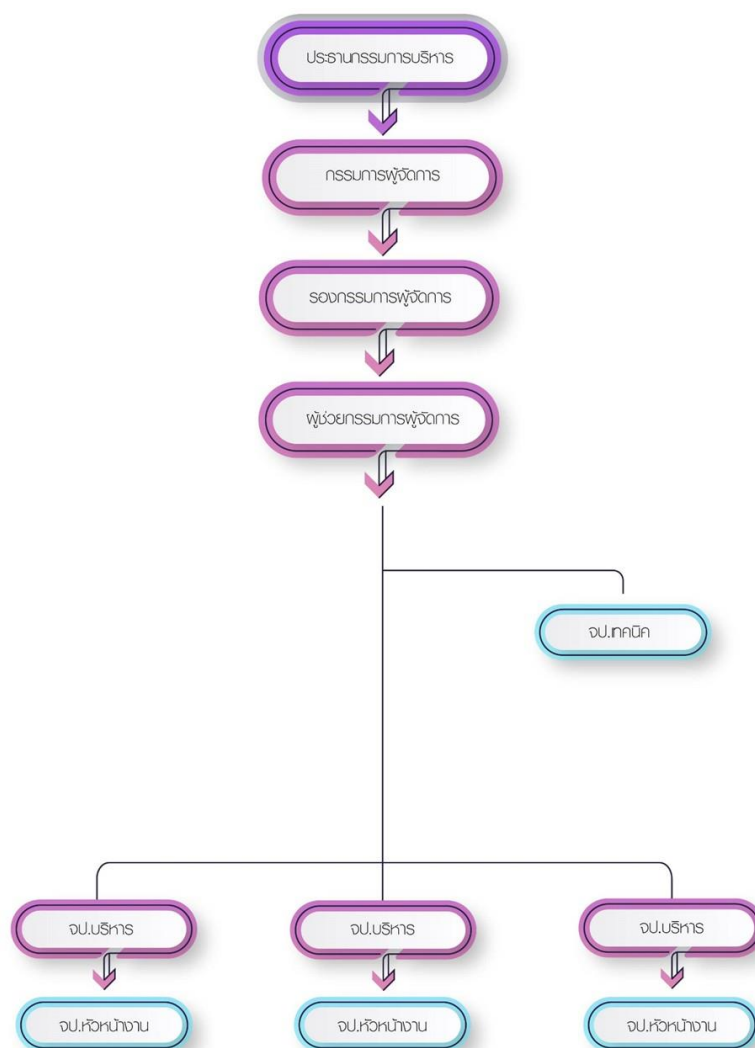 ประธานกรรมการบริหาร
กรรมการผู้จัดการ
รองกรรมการผู้จัดการ
ผู้ช่วยกรรมการผู้จัดการ
จป.เทคนิค
จป.บริหาร
จป.บริหาร
จป.บริหาร
จป.หัวหน้างาน
จป.หัวหน้างาน
จป.หัวหน้างาน